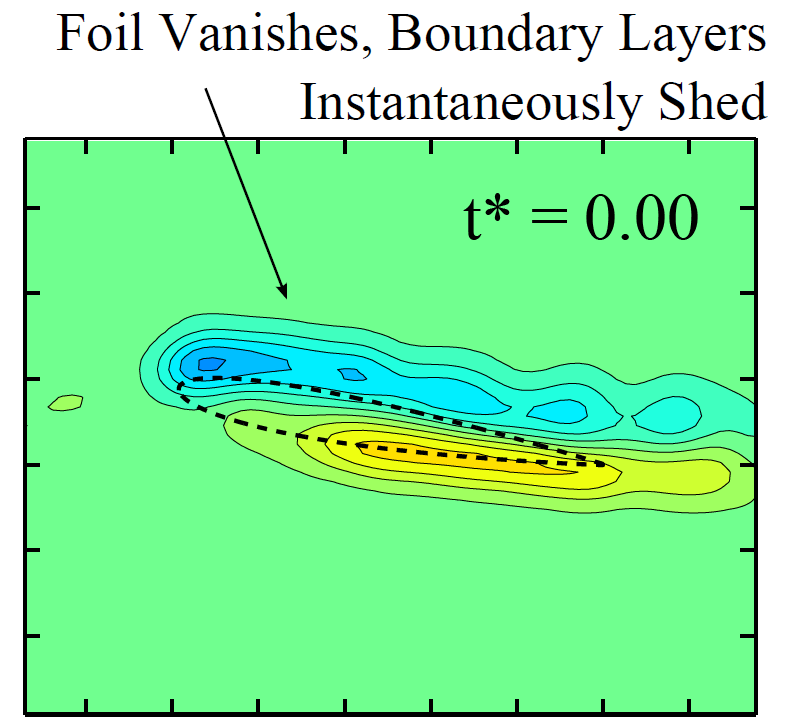 Foil Vanishes, Boundary Layers
Instantaneously Shed
t* = 0.00